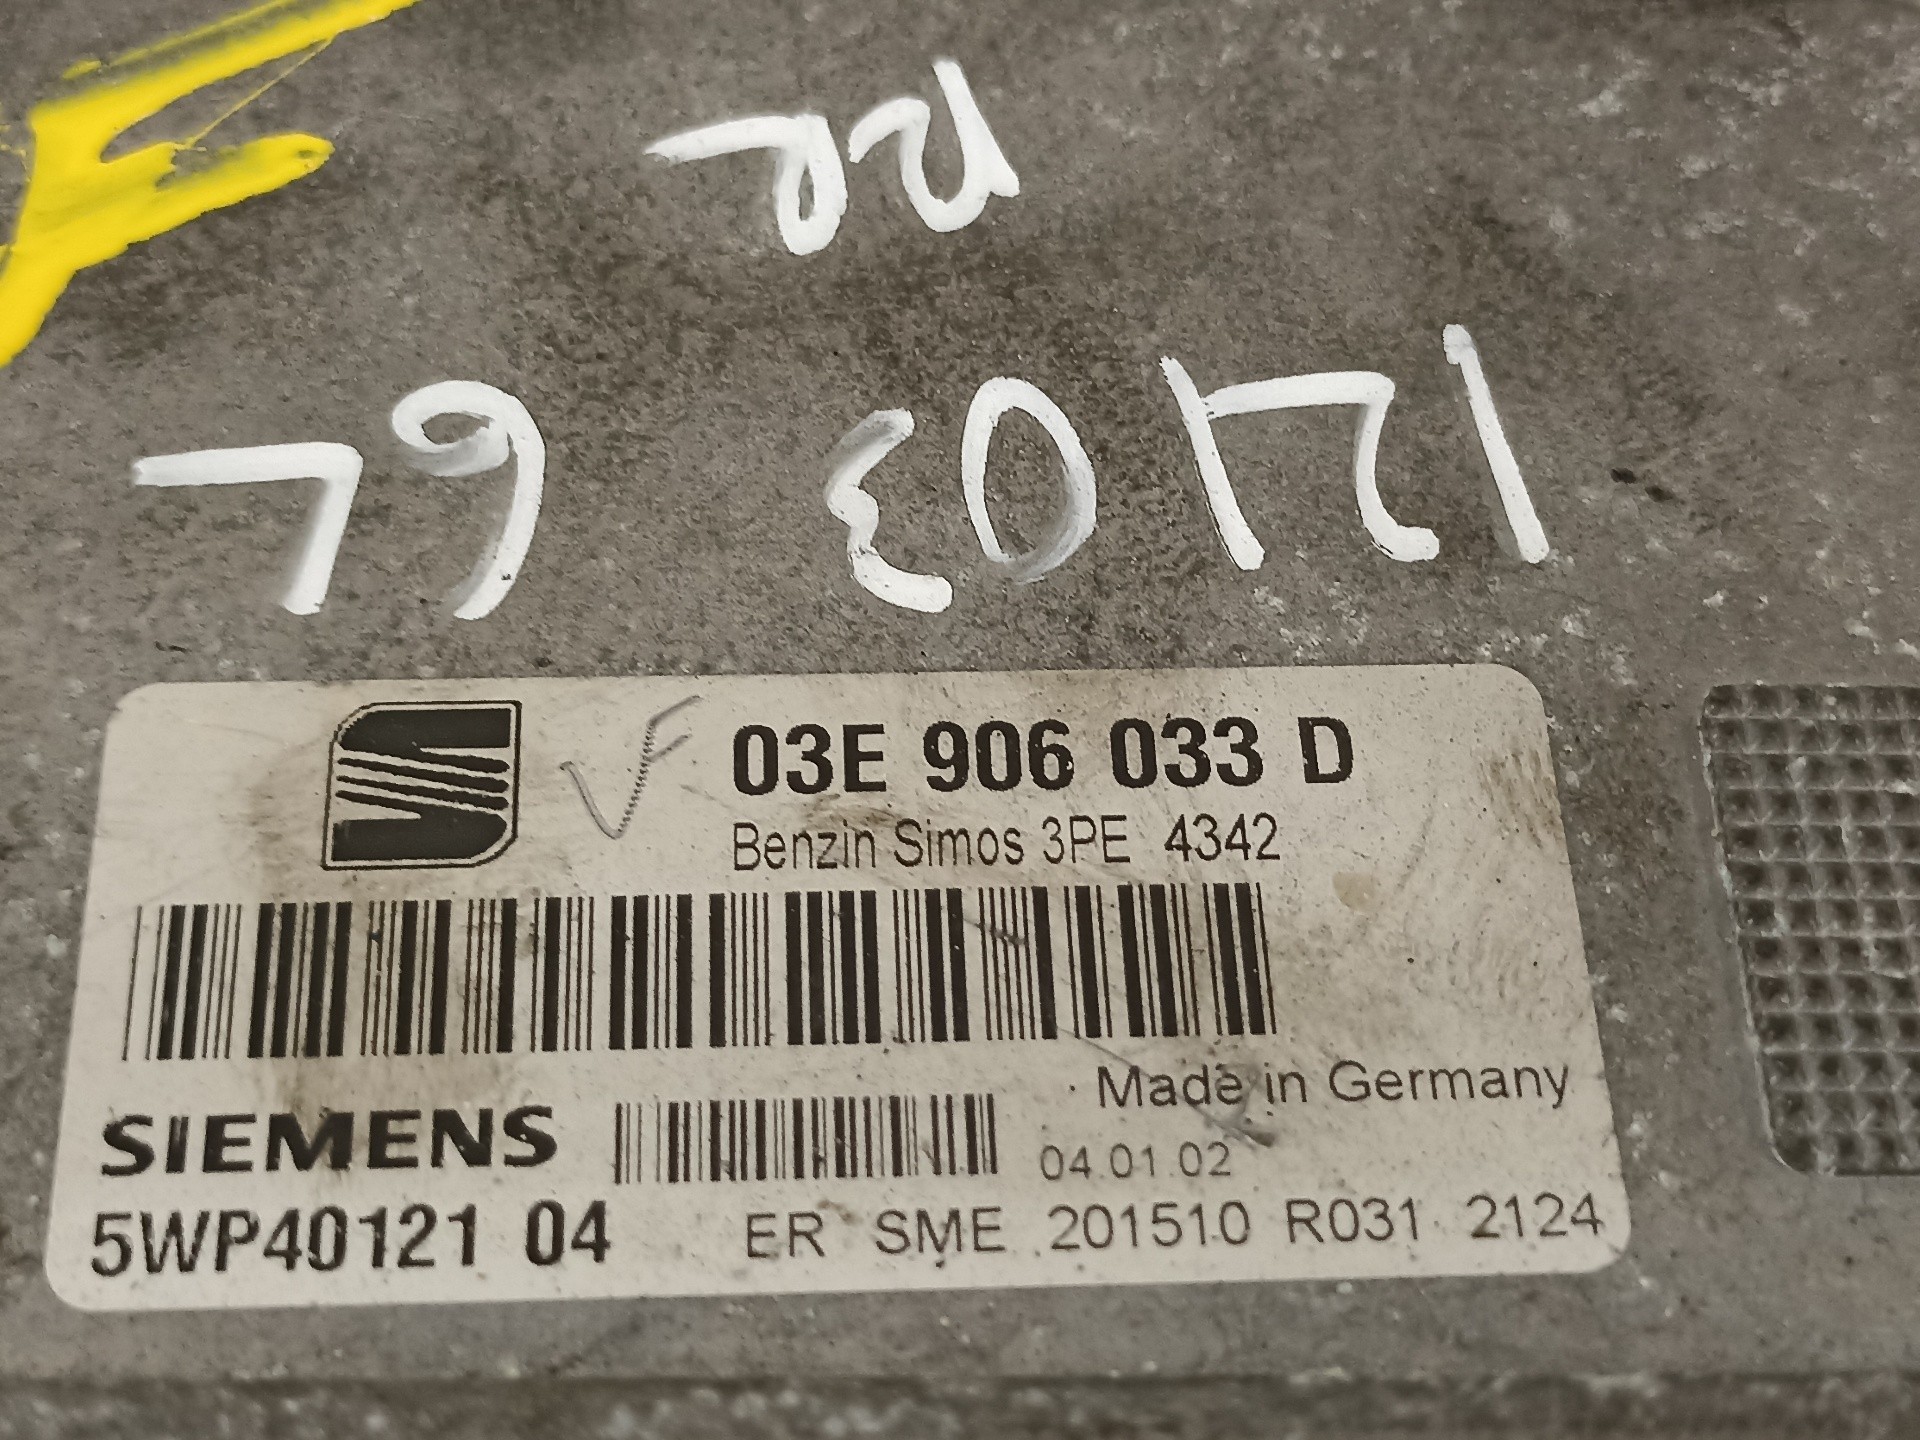 VF 03E 906 033 D
Benzin Simos 3PE 4342
Made in Germany
SIEMENS 04.01.02
5WP40121 04 ER SME 201510 R031 2124